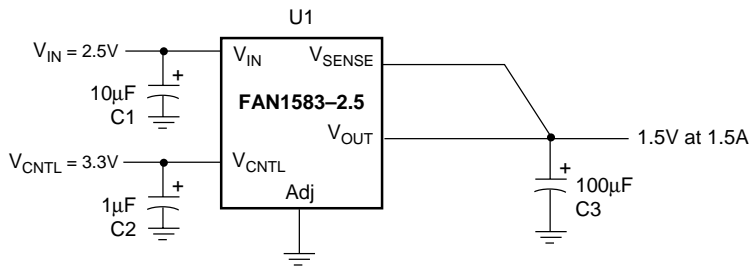 U1
V_IN = 2.5V
V_IN
V_SENSE
+
10μF
C1
FAN1583–2.5
V_OUT
1.5V at 1.5A
V_CNTL = 3.3V
V_CNTL
+
1μF
C2
Adj
+
100μF
C3